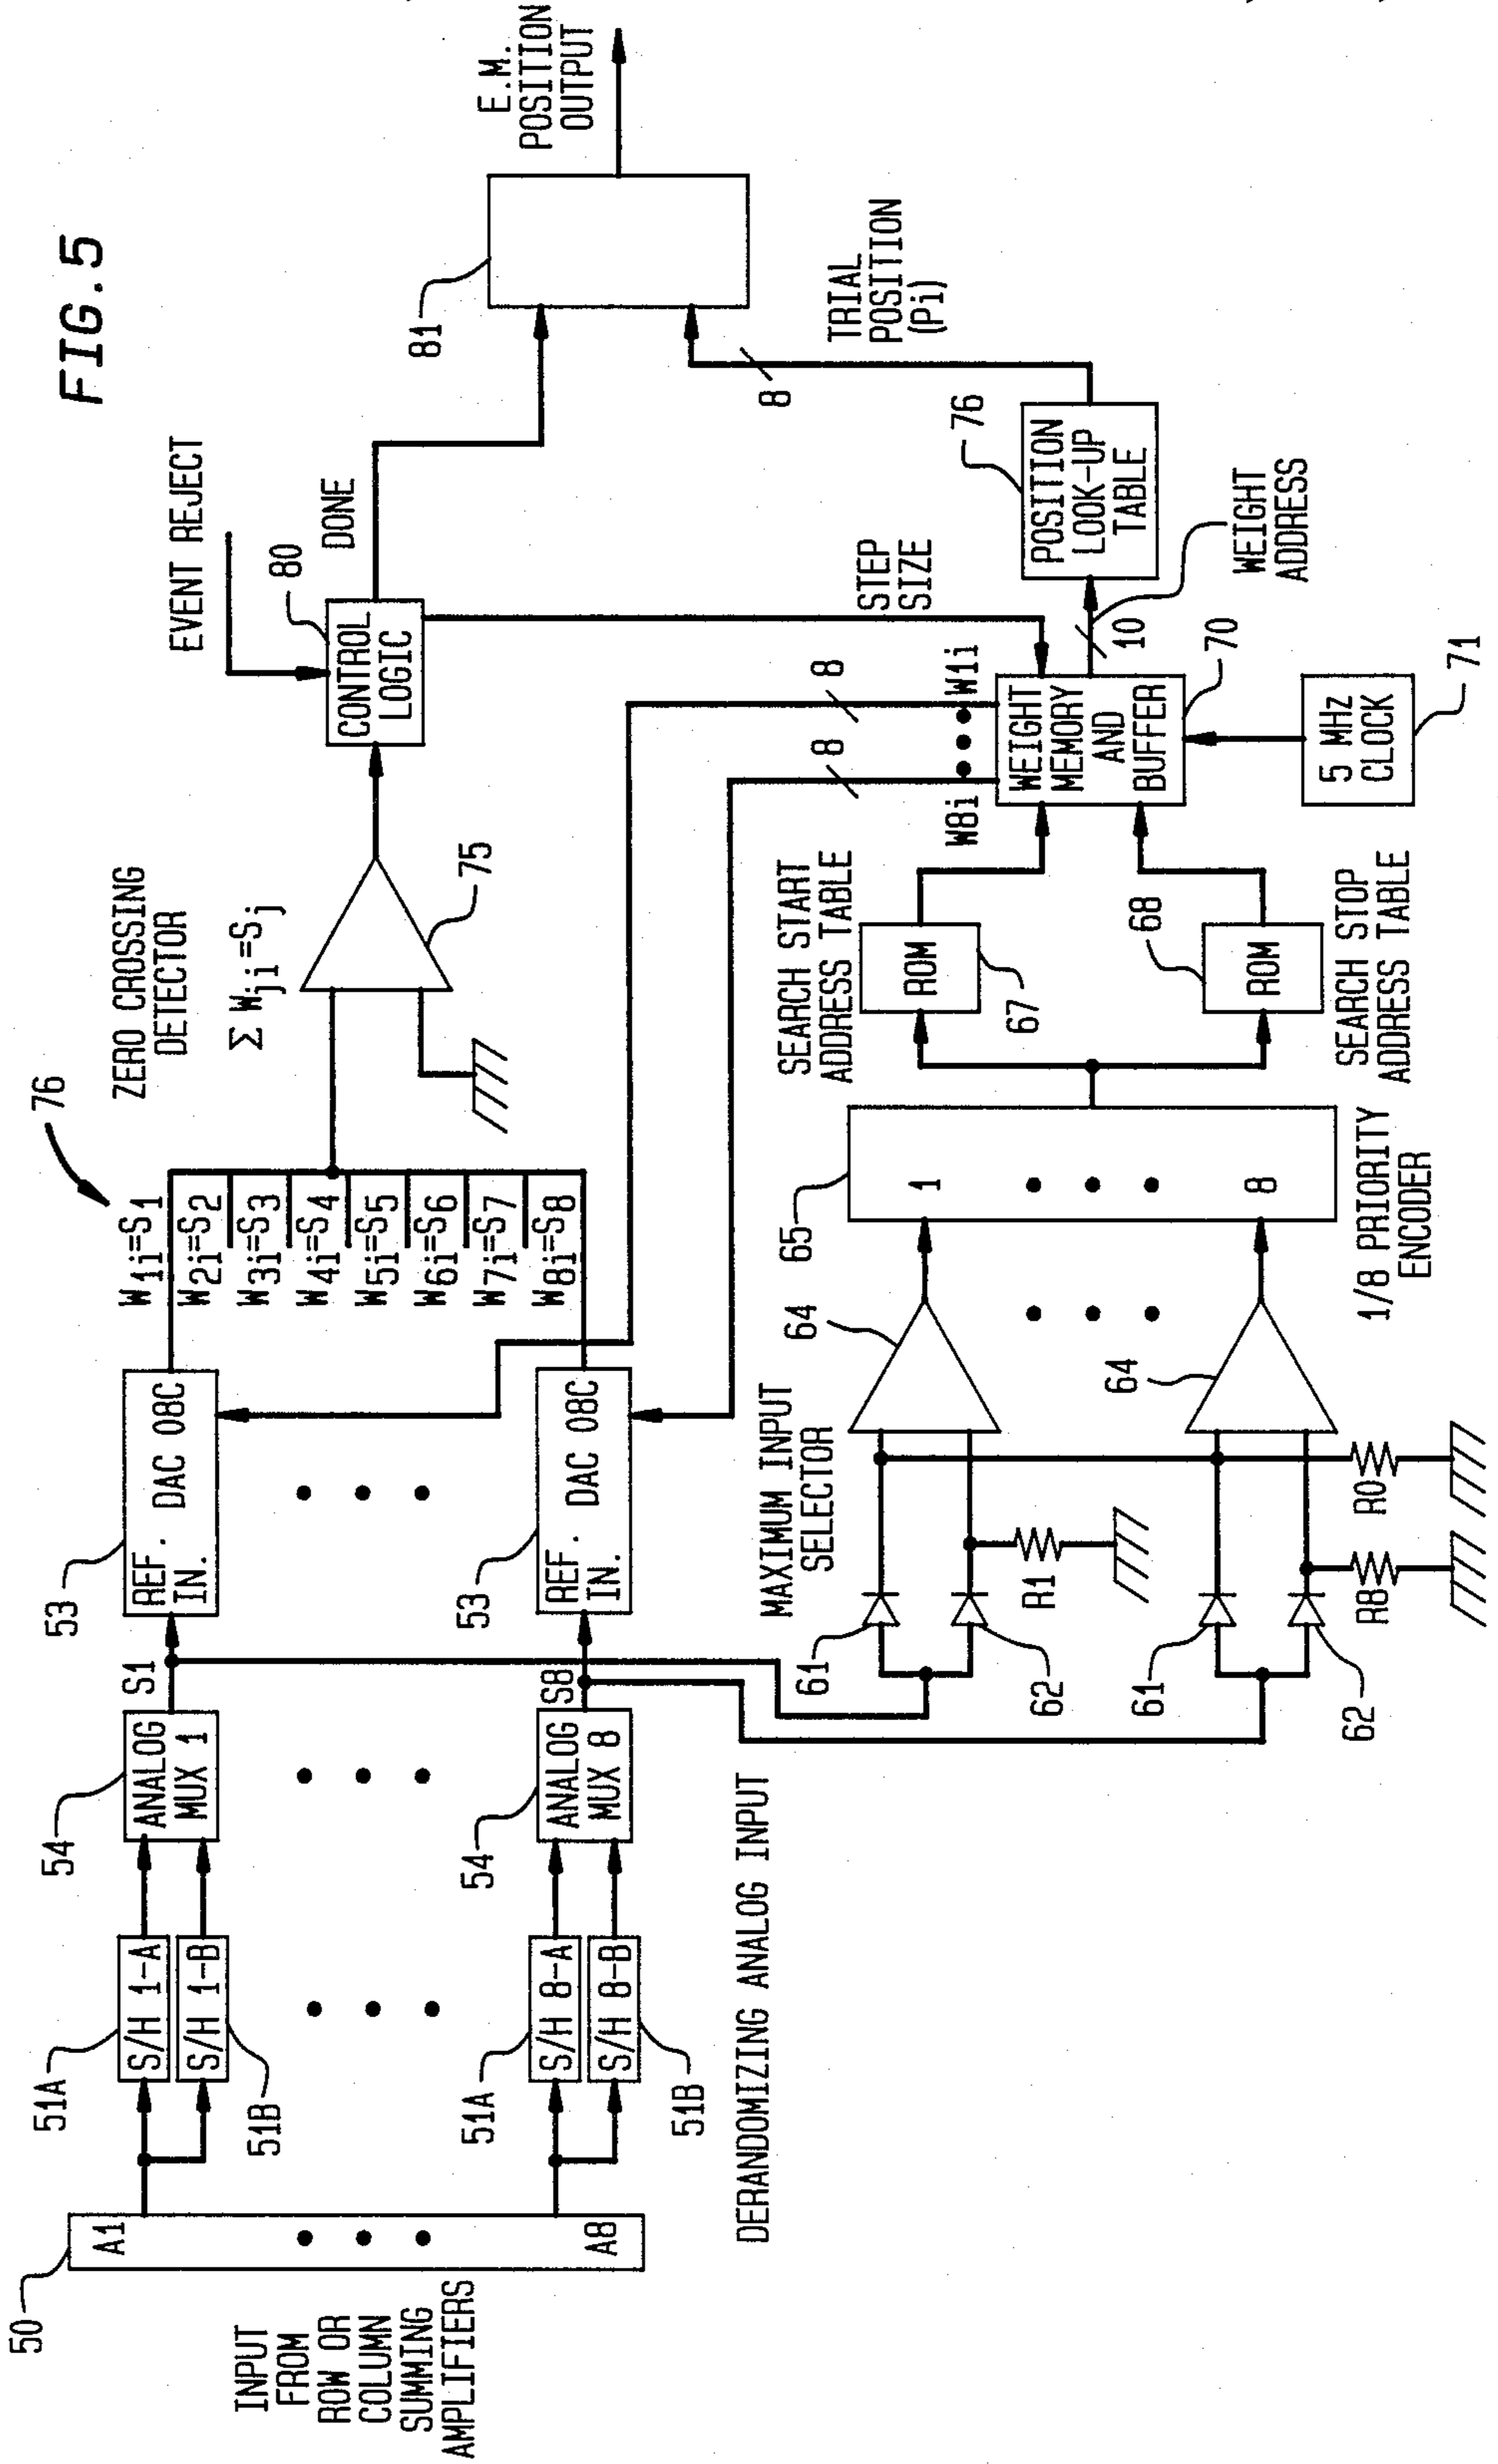 FIG. 5
50
INPUT
FROM
ROW OR
COLUMN
SUMMING
AMPLIFIERS
A1
A8
51A
S/H 1-A
S/H 1-B
51B
51A
S/H 8-A
S/H 8-B
51B
DERANDOMIZING ANALOG INPUT
54
ANALOG
MUX 1
54
ANALOG
MUX 8
S1
S8
53
REF.
IN.
DAC 08C
53
REF.
IN.
DAC 08C
76
W1i=S1
W2i=S2
W3i=S3
W4i=S4
W5i=S5
W6i=S6
W7i=S7
W8i=S8
ZERO CROSSING
DETECTOR
Σ Wji=Sj
75
EVENT REJECT
80
CONTROL
LOGIC
DONE
STEP
SIZE
81
E.M.
POSITION
OUTPUT
TRIAL
POSITION
(Pi)
8
76
POSITION
LOOK-UP
TABLE
WEIGHT
ADDRESS
10
8
8
W8i
W1i
WEIGHT
MEMORY
AND
BUFFER
70
5 MHz
CLOCK
71
SEARCH START
ADDRESS TABLE
ROM
67
68
ROM
SEARCH STOP
ADDRESS TABLE
65
1
8
1/8 PRIORITY
ENCODER
MAXIMUM INPUT
SELECTOR
64
64
61
62
R1
61
62
R8
R0